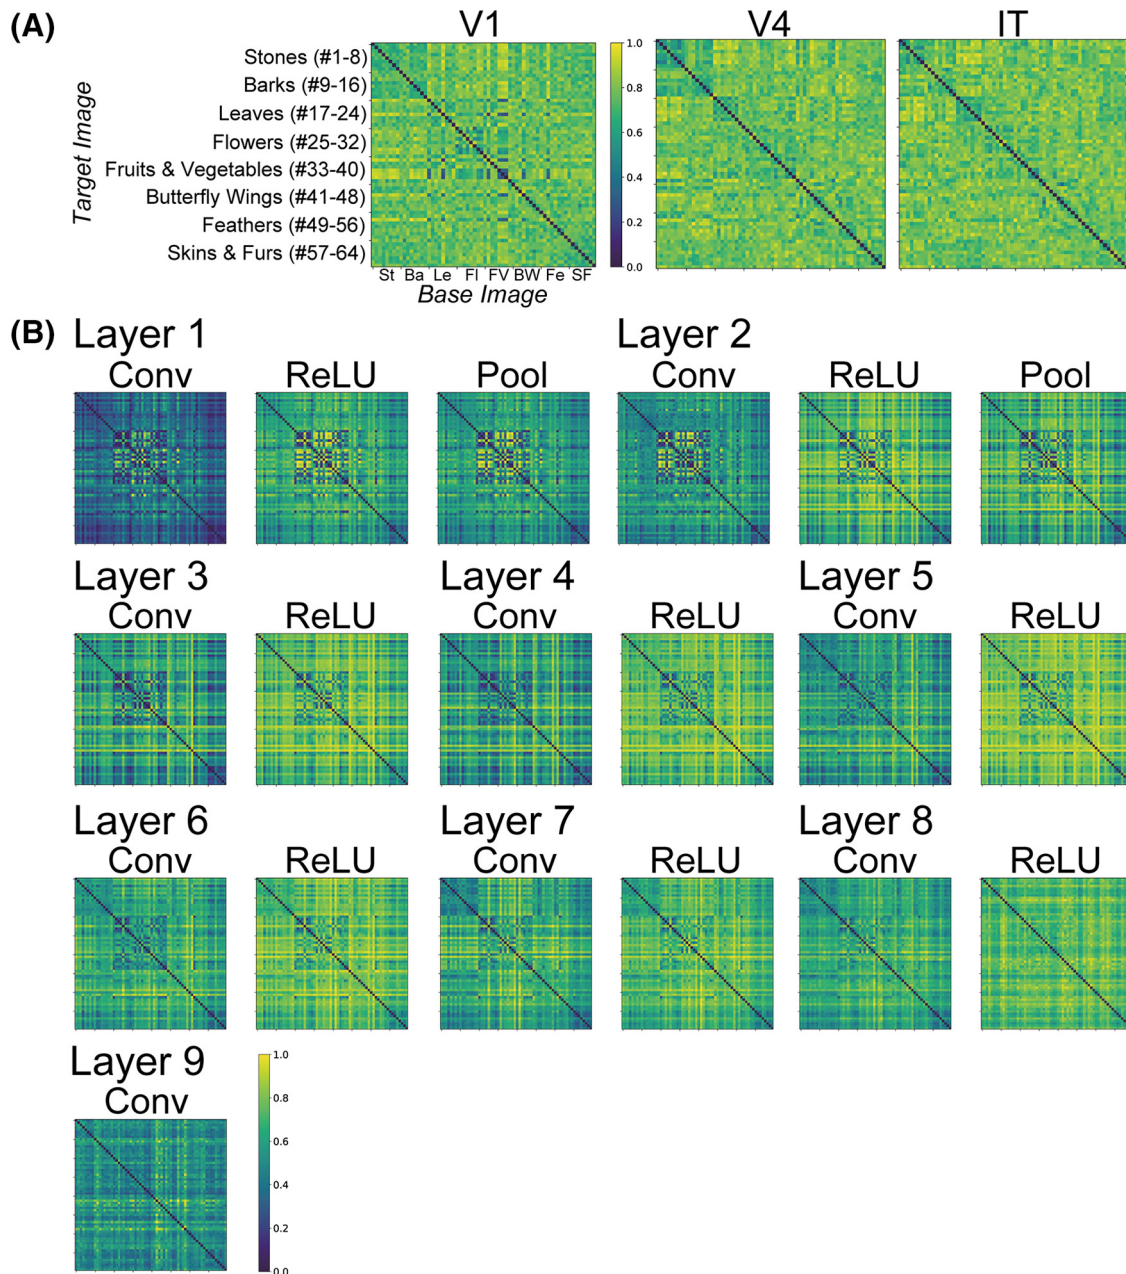 (A)
V1
V4
IT
Target Image
Stones (#1-8)
Barks (#9-16)
Leaves (#17-24)
Flowers (#25-32)
Fruits & Vegetables (#33-40)
Butterfly Wings (#41-48)
Feathers (#49-56)
Skins & Furs (#57-64)
St Ba Le Fl FV BW Fe SF
Base Image
1.0
0.8
0.6
0.4
0.2
0.0
(B)
Layer 1
Layer 2
Conv
ReLU
Pool
Conv
ReLU
Pool
Layer 3
Layer 4
Layer 5
Conv
ReLU
Conv
ReLU
Conv
ReLU
Layer 6
Layer 7
Layer 8
Conv
ReLU
Conv
ReLU
Conv
ReLU
Layer 9
Conv
1.0
0.8
0.6
0.4
0.2
0.0